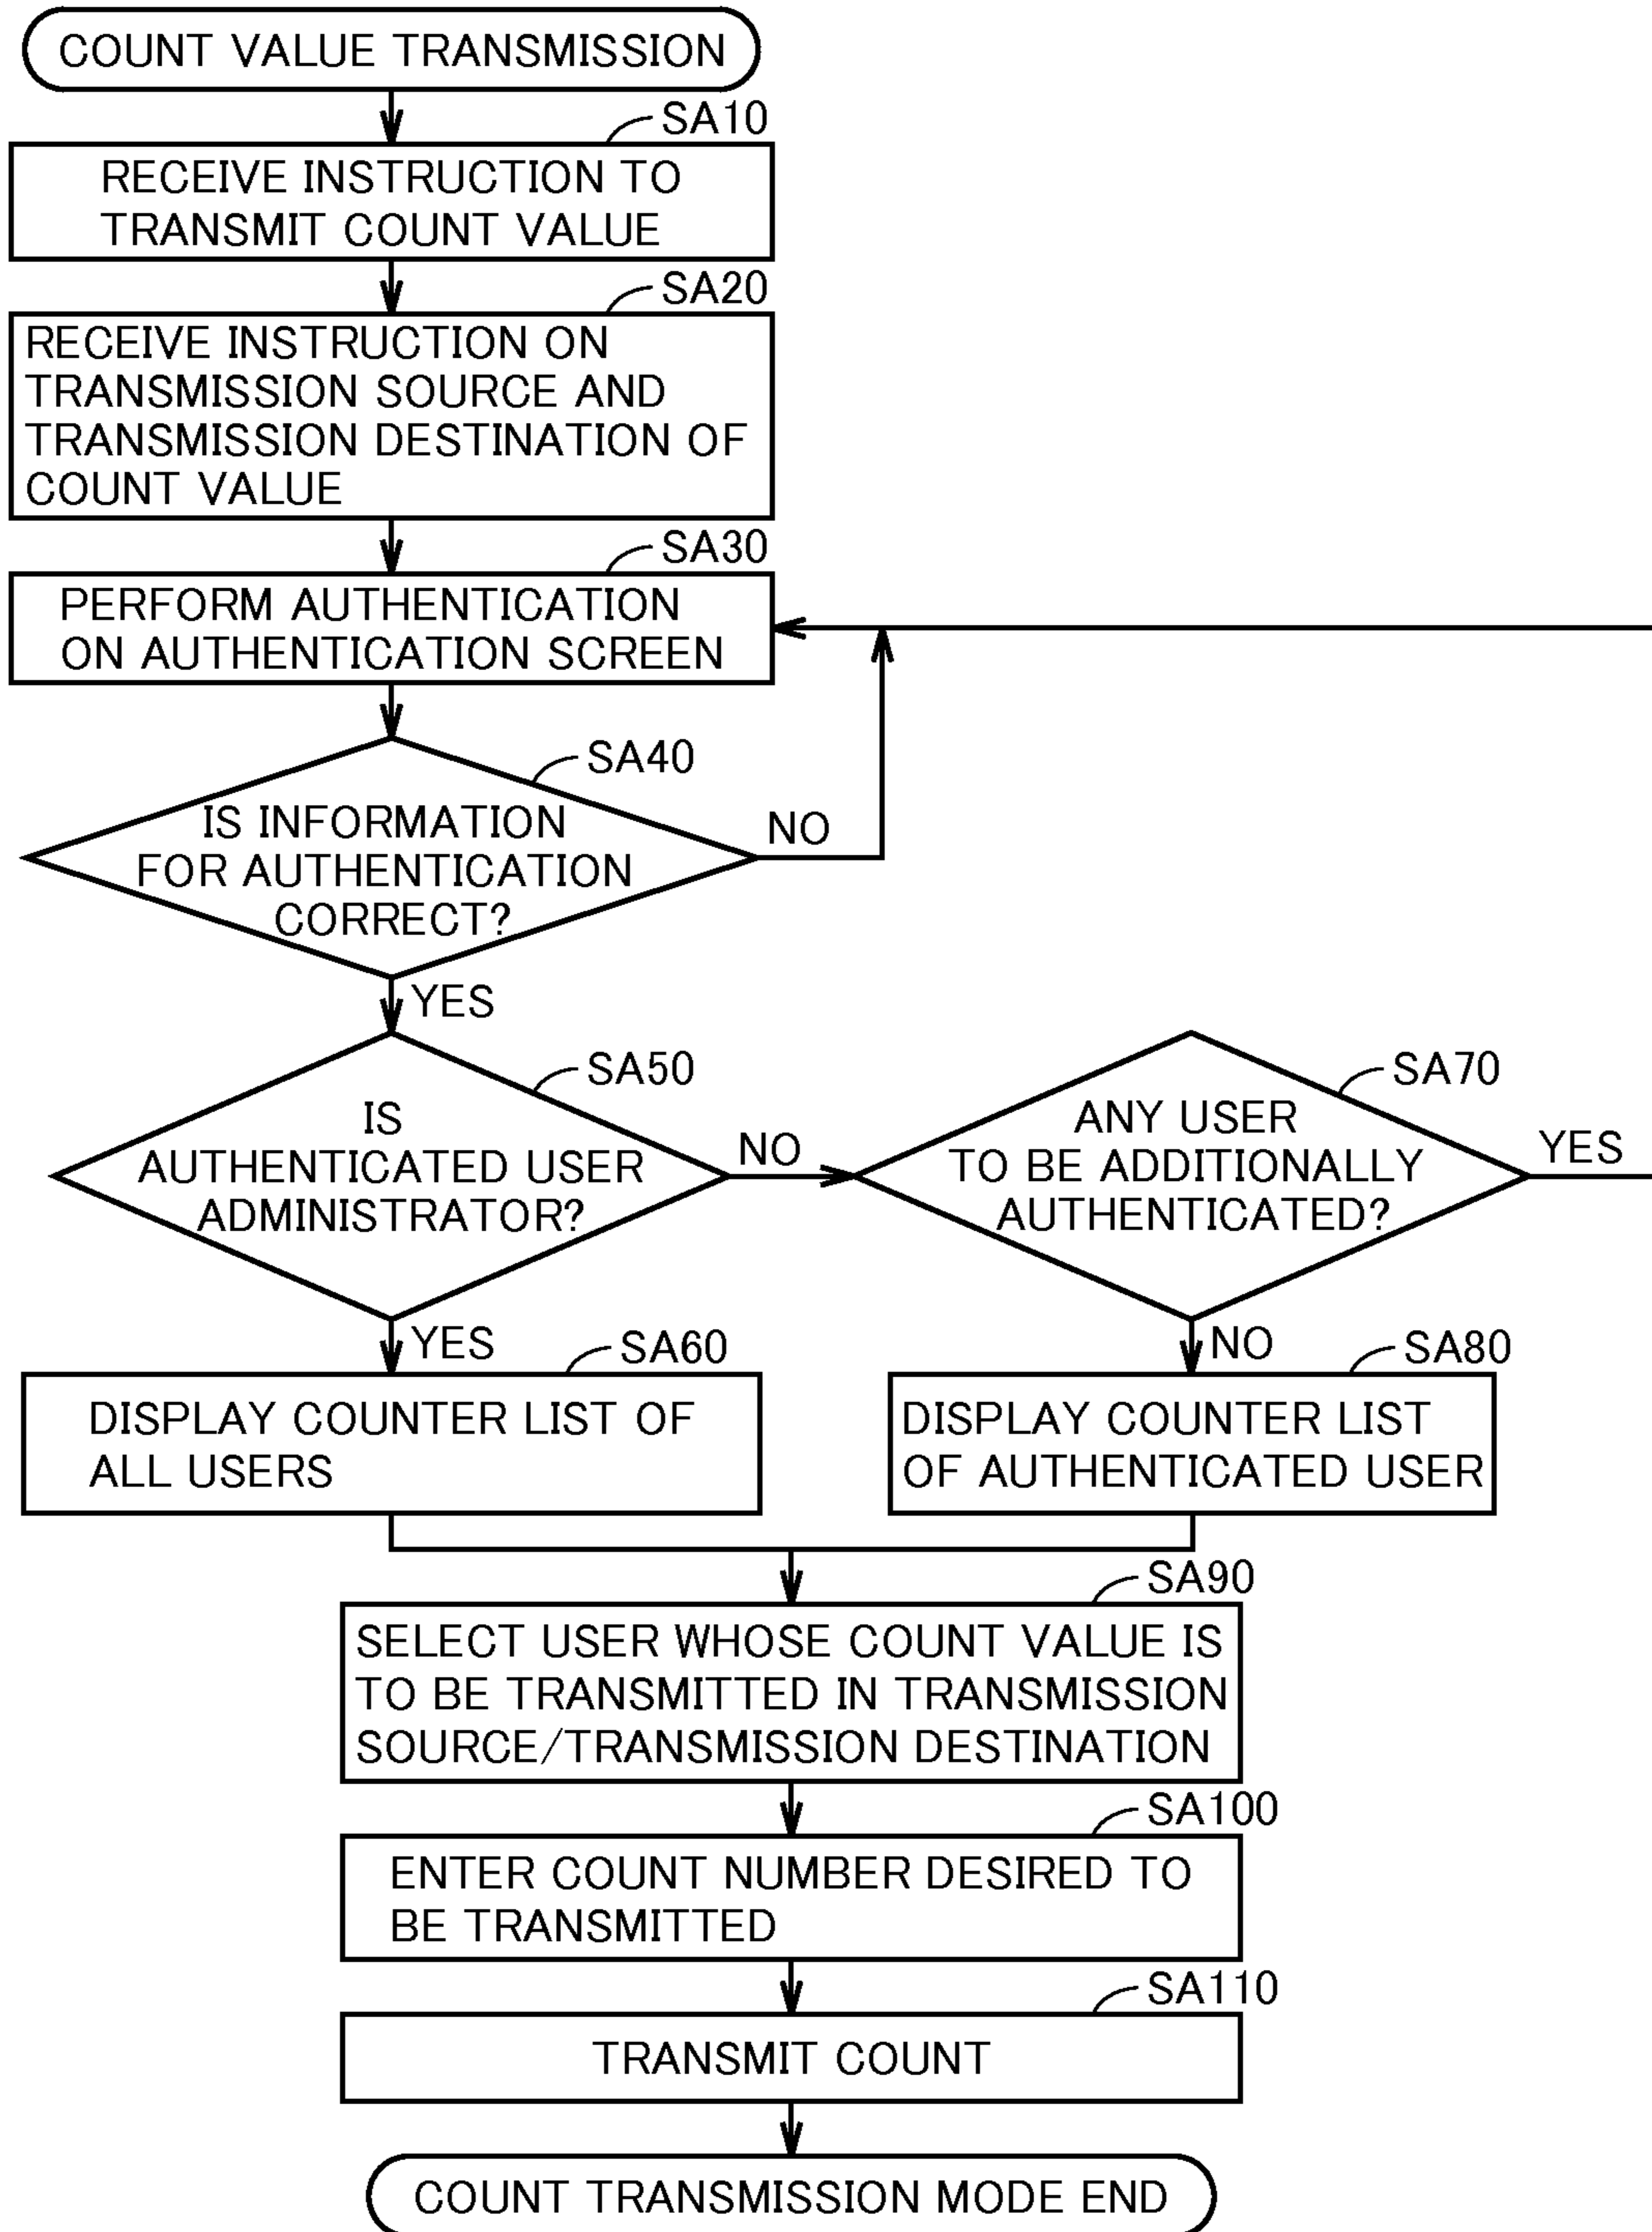 COUNT VALUE TRANSMISSION
SA10
RECEIVE INSTRUCTION TO
TRANSMIT COUNT VALUE
SA20
RECEIVE INSTRUCTION ON
TRANSMISSION SOURCE AND
TRANSMISSION DESTINATION OF
COUNT VALUE
SA30
PERFORM AUTHENTICATION
ON AUTHENTICATION SCREEN
SA40
IS INFORMATION
FOR AUTHENTICATION
CORRECT?
NO
YES
SA50
IS
AUTHENTICATED USER
ADMINISTRATOR?
NO
YES
SA70
ANY USER
TO BE ADDITIONALLY
AUTHENTICATED?
YES
NO
SA60
DISPLAY COUNTER LIST OF
ALL USERS
SA80
DISPLAY COUNTER LIST
OF AUTHENTICATED USER
SA90
SELECT USER WHOSE COUNT VALUE IS
TO BE TRANSMITTED IN TRANSMISSION
SOURCE/TRANSMISSION DESTINATION
SA100
ENTER COUNT NUMBER DESIRED TO
BE TRANSMITTED
SA110
TRANSMIT COUNT
COUNT TRANSMISSION MODE END